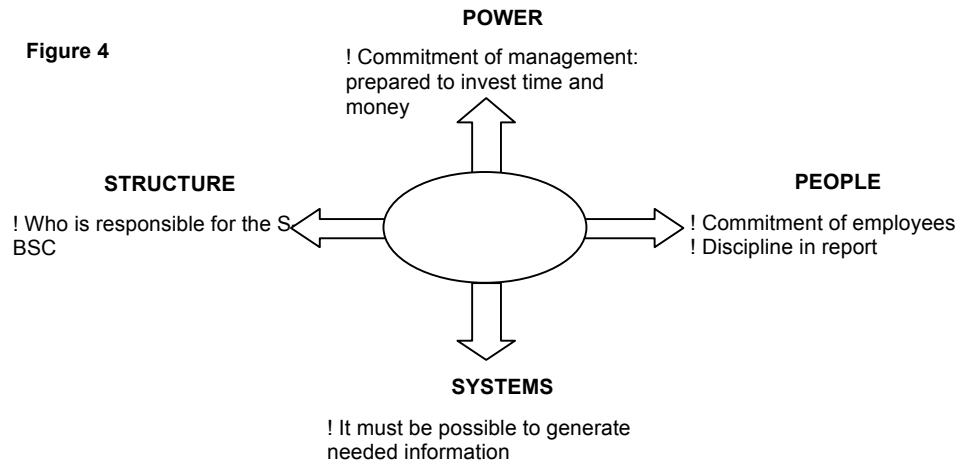 POWER
Figure 4
! Commitment of management:
prepared to invest time and
money
STRUCTURE
! Who is responsible for the S-
BSC
PEOPLE
! Commitment of employees
! Discipline in report
SYSTEMS
! It must be possible to generate
needed information